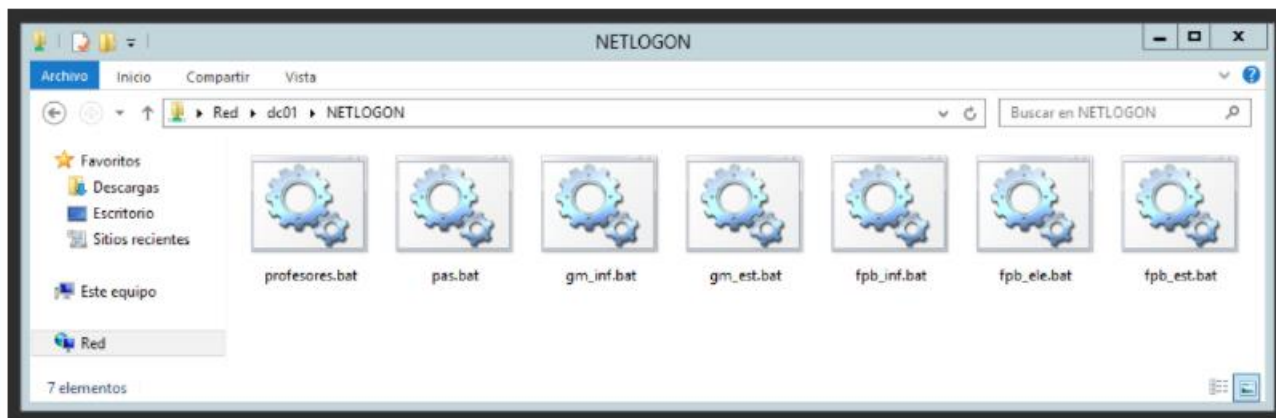 NETLOGON
Archivo Inicio Compartir Vista
Red dc01 NETLOGON Buscar en NETLOGON
Favoritos
Descargas
Escritorio
Sitios recientes
Este equipo
Red
profesores.bat pas.bat gm_inf.bat gm_est.bat fpb_inf.bat fpb_ele.bat fpb_est.bat
7 elementos